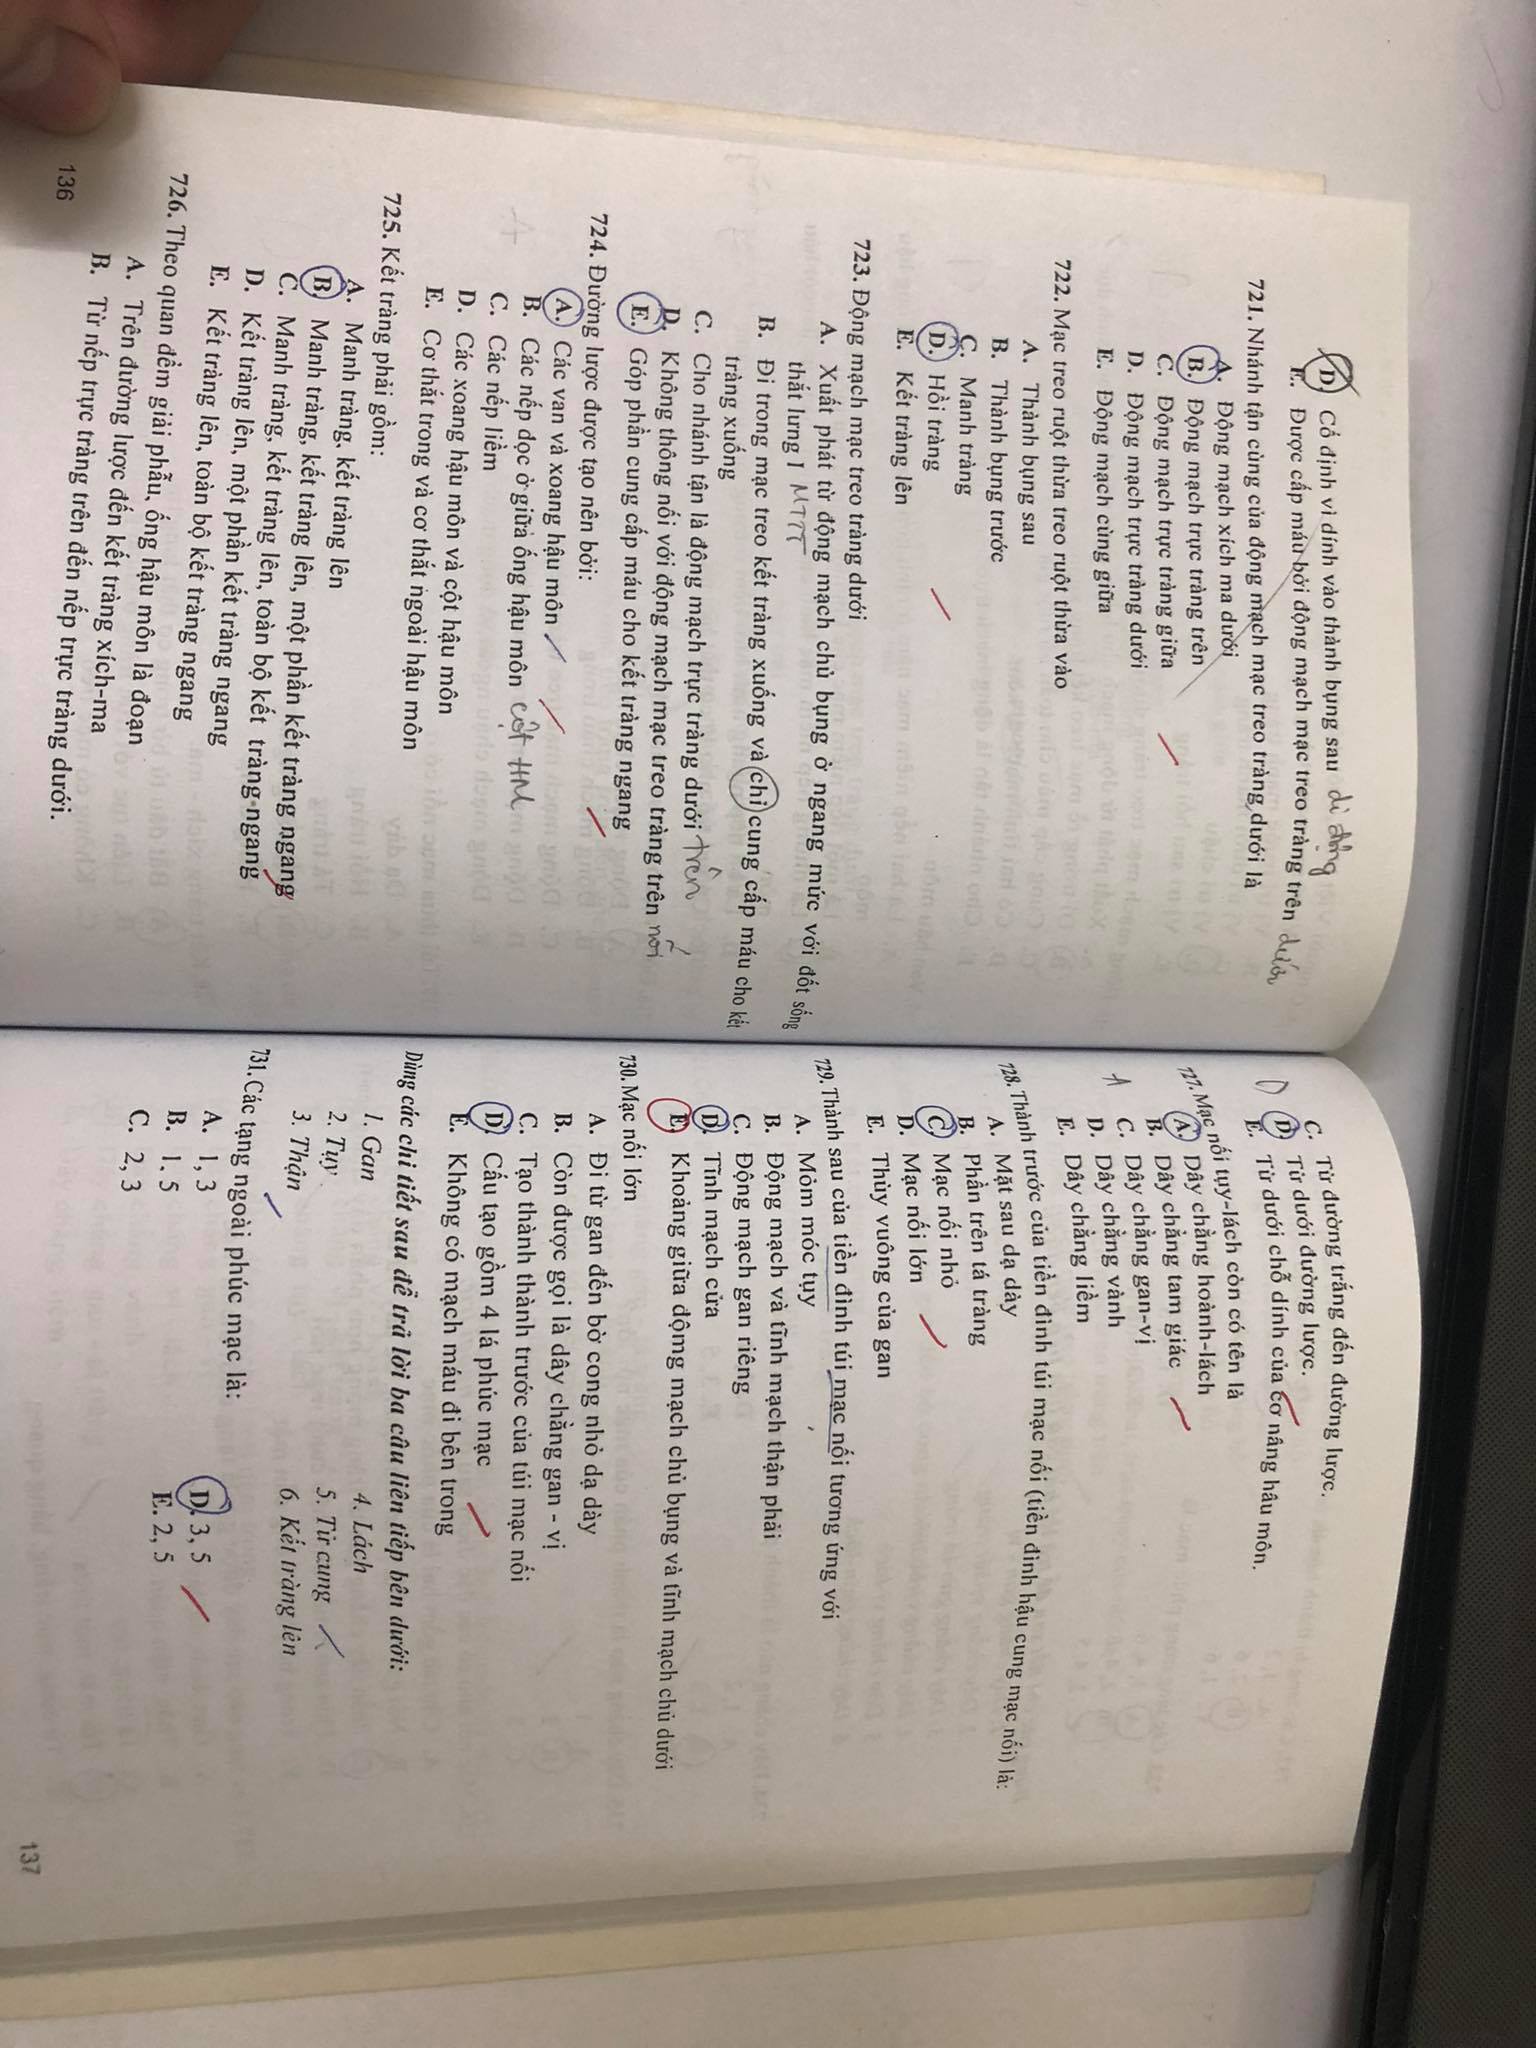 D. Cố định vì dính vào thành bụng sau di động
E. Được cấp máu bởi động mạch mạc treo tràng trên dưới
721. Nhánh tận cùng của động mạch mạc treo tràng dưới là
A. Động mạch xích ma dưới
B. Động mạch trực tràng trên
C. Động mạch trực tràng giữa
D. Động mạch trực tràng dưới
E. Động mạch cùng giữa
722. Mạc treo ruột thừa treo ruột thừa vào
A. Thành bụng sau
B. Thành bụng trước
C. Manh tràng
D. Hồi tràng
E. Kết tràng lên
723. Động mạch mạc treo tràng dưới
A. Xuất phát từ động mạch chủ bụng ở ngang mức với đốt sống
thắt lưng I MTTT
B. Đi trong mạc treo kết tràng xuống và chỉ cung cấp máu cho kết
tràng xuống
C. Cho nhánh tận là động mạch trực tràng dưới trên
D. Không thông nối với động mạch mạc treo tràng trên nối
E. Góp phần cung cấp máu cho kết tràng ngang
724. Đường lược được tạo nên bởi:
A. Các van và xoang hậu môn
B. Các nếp dọc ở giữa ống hậu môn cột HM
C. Các nếp liềm
D. Các xoang hậu môn và cột hậu môn
E. Cơ thắt trong và cơ thắt ngoài hậu môn
725. Kết tràng phải gồm:
A. Manh tràng, kết tràng lên
B. Manh tràng, kết tràng lên, một phần kết tràng ngang
C. Manh tràng, kết tràng lên, toàn bộ kết tràng ngang
D. Kết tràng lên, một phần kết tràng ngang
E. Kết tràng lên, toàn bộ kết tràng ngang
726. Theo quan đềm giải phẫu, ống hậu môn là đoạn
A. Trên đường lược đến kết tràng xích-ma
B. Từ nếp trực tràng trên đến nếp trực tràng dưới.
136
C. Từ đường trắng đến đường lược.
D D. Từ dưới đường lược.
E. Từ dưới chỗ dính của cơ nâng hâu môn.
727. Mạc nối tụy-lách còn có tên là
A. Dây chằng hoành-lách
B. Dây chằng tam giác
A C. Dây chằng gan-vị
D. Dây chằng vành
E. Dây chằng liềm
728. Thành trước của tiền đình túi mạc nối (tiền đình hậu cung mạc nối) là:
A. Mặt sau dạ dày
B. Phần trên tá tràng
C. Mạc nối nhỏ
D. Mạc nối lớn
E. Thùy vuông của gan
729. Thành sau của tiền đình túi mạc nối tương ứng với
A. Mỏm móc tụy
B. Động mạch và tĩnh mạch thận phải
C. Động mạch gan riêng
D. Tĩnh mạch cửa
E. Khoảng giữa độmg mạch chủ bụng và tĩnh mạch chủ dưới
730. Mạc nối lớn
A. Đi từ gan đến bờ cong nhỏ dạ dày
B. Còn được gọi là dây chằng gan - vị
C. Tạo thành thành trước của túi mạc nối
D. Cấu tạo gồm 4 lá phúc mạc
E. Không có mạch máu đi bên trong
Dùng các chi tiết sau để trả lời ba câu liên tiếp bên dưới:
1. Gan 4. Lách
2. Tụy 5. Tử cung
3. Thận 6. Kết tràng lên
731. Các tạng ngoài phúc mạc là:
A. 1, 3 D. 3, 5
B. 1. 5 E. 2, 5
C. 2, 3
137